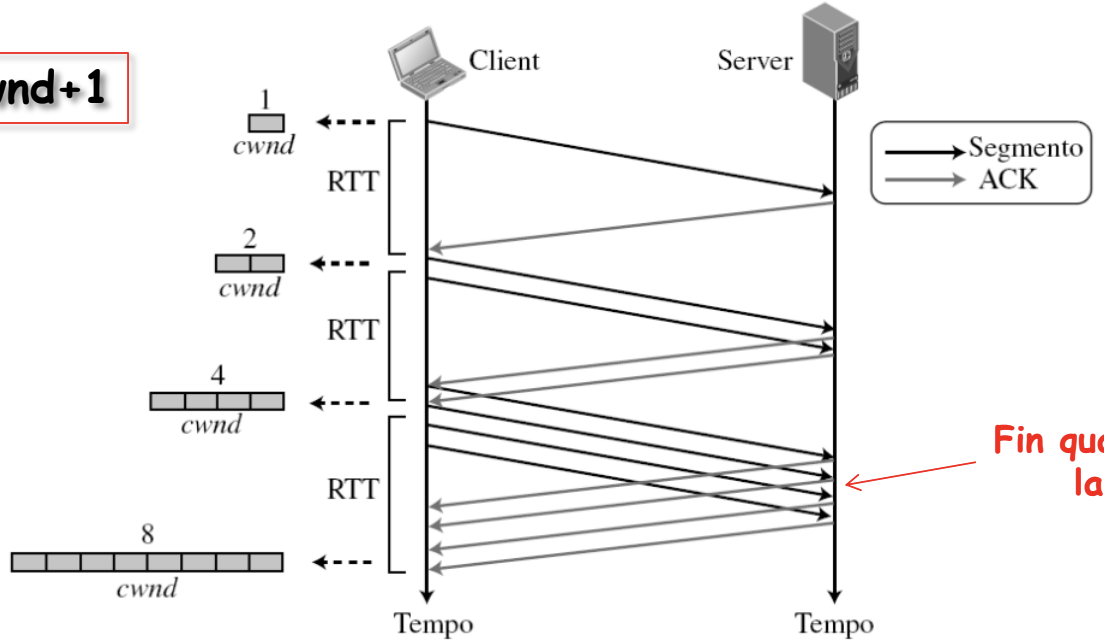 wnd+1
Client
Server
1
cwnd
Segmento
ACK
RTT
2
cwnd
RTT
4
cwnd
Fin
la
RTT
8
cwnd
Tempo
Tempo